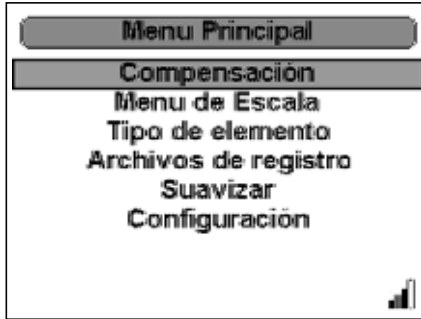 Menu Principal
Compensación
Menu de Escala
Tipo de elemento
Archivos de registro
Suavizar
Configuración